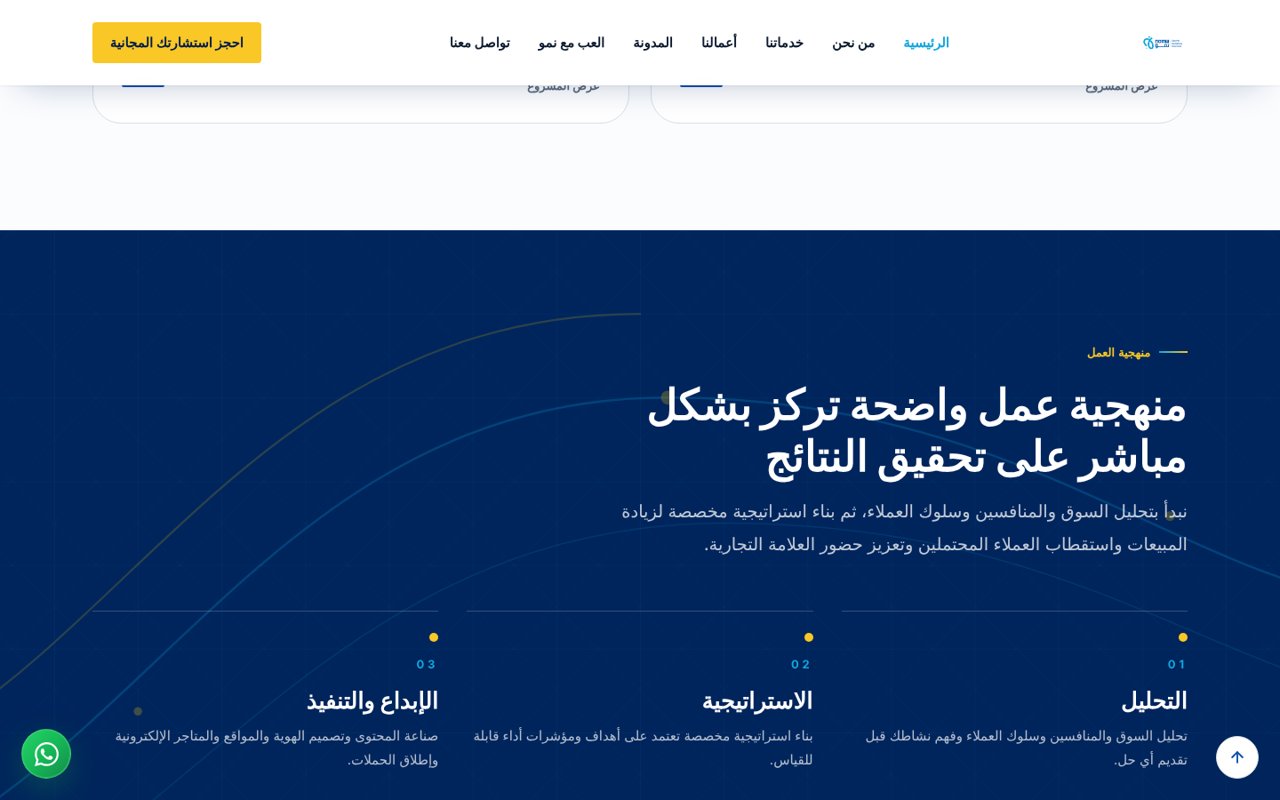 الرئيسية
من نحن
خدماتنا
أعمالنا
المدونة
العب مع نمو
تواصل معنا
احجز استشارتك المجانية
عرض المشروع
عرض المشروع
منهجية العمل
منهجية عمل واضحة تركز بشكل
مباشر على تحقيق النتائج
نبدأ بتحليل السوق والمنافسين وسلوك العملاء، ثم بناء استراتيجية مخصصة لزيادة
المبيعات واستقطاب العملاء المحتملين وتعزيز حضور العلامة التجارية.
01
التحليل
تحليل السوق والمنافسين وسلوك العملاء وفهم نشاطك قبل
تقديم أي حل.
02
الاستراتيجية
بناء استراتيجية مخصصة تعتمد على أهداف ومؤشرات أداء قابلة
للقياس.
03
الإبداع والتنفيذ
صناعة المحتوى وتصميم الهوية والمواقع والمتاجر الإلكترونية
وإطلاق الحملات.